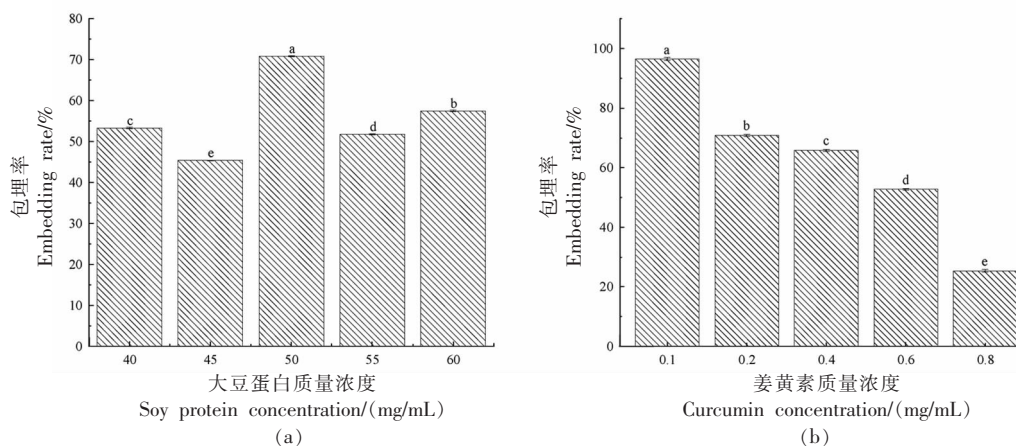 80
70
60
50
40
30
20
10
0
包埋率
Embedding rate/%
c
e
a
d
b
40 45 50 55 60
大豆蛋白质量浓度
Soy protein concentration/(mg/mL)
(a)
100
80
60
40
20
0
包埋率
Embedding rate/%
a
b
c
d
e
0.1 0.2 0.4 0.6 0.8
姜黄素质量浓度
Curcumin concentration/(mg/mL)
(b)